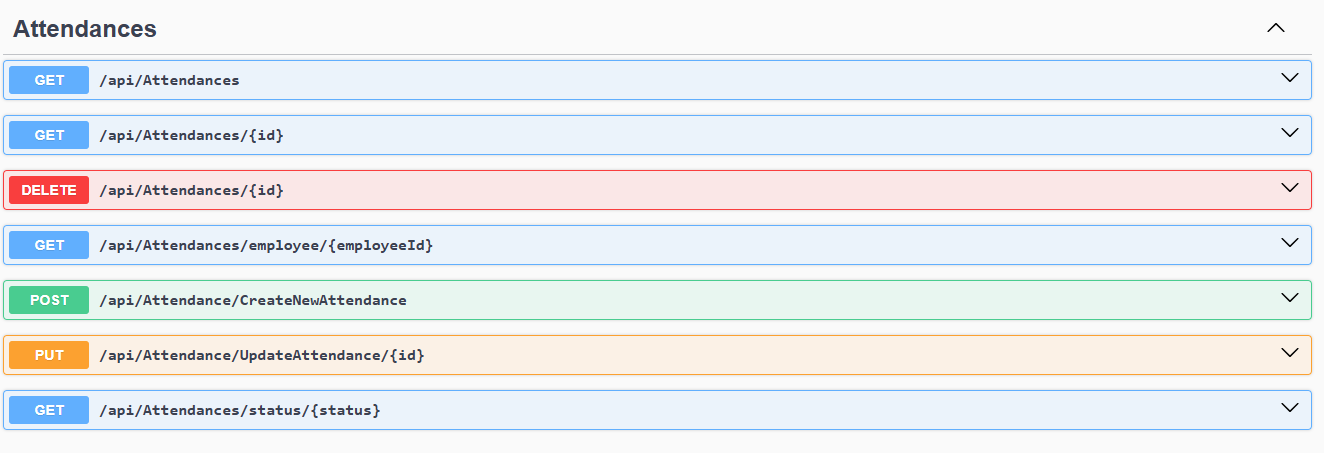 Attendances
GET /api/Attendances
GET /api/Attendances/{id}
DELETE /api/Attendances/{id}
GET /api/Attendances/employee/{employeeId}
POST /api/Attendance/CreateNewAttendance
PUT /api/Attendance/UpdateAttendance/{id}
GET /api/Attendances/status/{status}